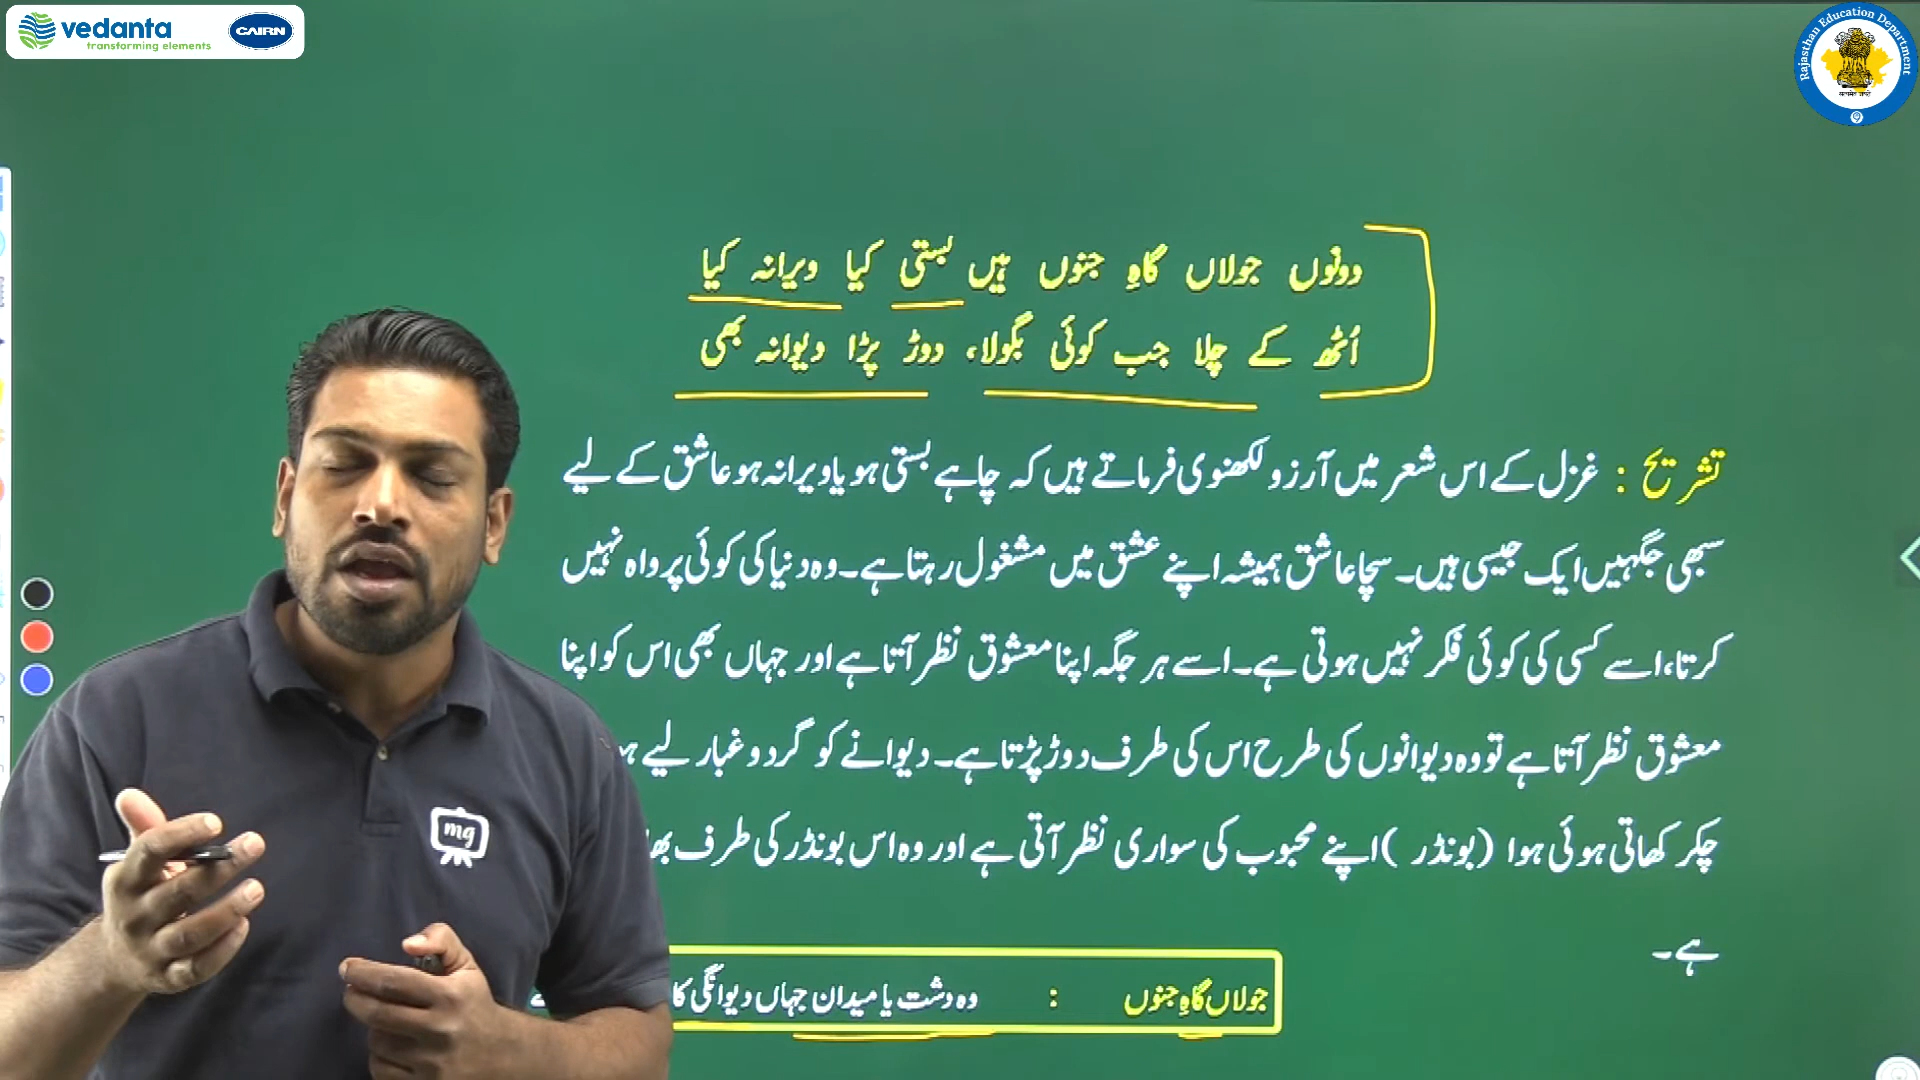 vedanta
transforming elements
CAIRN
Rajasthan Education Department
دونوں جولاں گاہِ جنوں ہیں بستی کیا ویرانہ کیا
اُٹھ کے چلا جب کوئی بگولا، دوڑ پڑا دیوانہ بھی
تشریح : غزل کے اس شعر میں آرزو لکھنوی فرماتے ہیں کہ چاہے بستی ہو یا ویرانہ ہو عاشق کے لیے
سبھی جگہیں ایک جیسی ہیں۔ سچا عاشق ہمیشہ اپنے عشق میں مشغول رہتا ہے۔ وہ دنیا کی کوئی پرواہ نہیں
کرتا، اسے کسی کی کوئی فکر نہیں ہوتی ہے۔ اسے ہر جگہ اپنا معشوق نظر آتا ہے اور جہاں بھی اس کو اپنا
معشوق نظر آتا ہے تو وہ دیوانوں کی طرح اس کی طرف دوڑ پڑتا ہے۔ دیوانے کو گرد و غبار لیے
چکر کھاتی ہوئی ہوا (بونڈر) اپنے محبوب کی سواری نظر آتی ہے اور وہ اس بونڈر کی طرف
ہے۔
جولاں گاہِ جنوں : وہ دشت یا میدان جہاں دیوانگی کا
mg